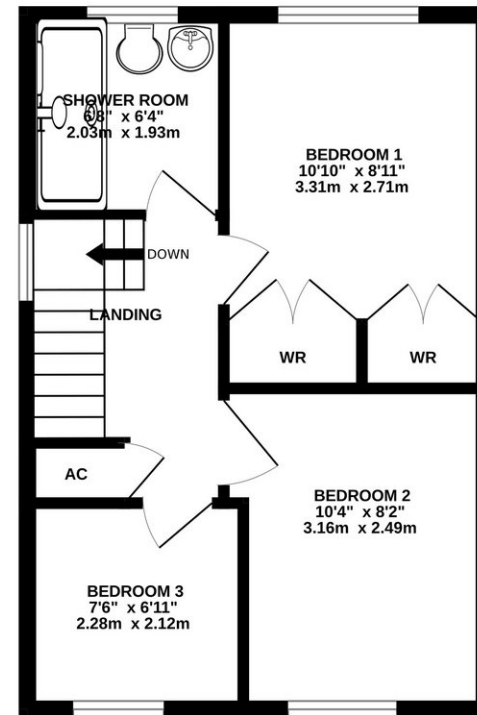 SHOWER ROOM
6'8" x 6'4"
2.03m x 1.93m
BEDROOM 1
10'10" x 8'11"
3.31m x 2.71m
DOWN
LANDING
WR
WR
AC
BEDROOM 2
10'4" x 8'2"
3.16m x 2.49m
BEDROOM 3
7'6" x 6'11"
2.28m x 2.12m